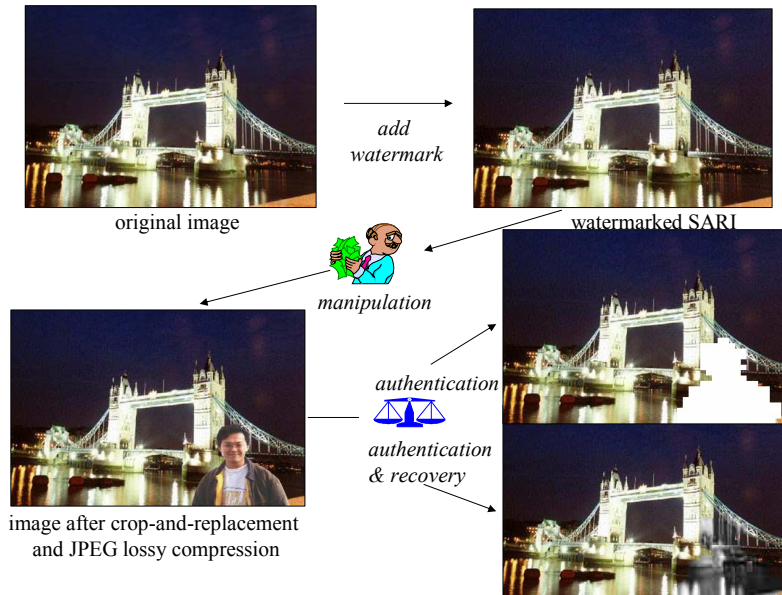 add
watermark
original image
watermarked SARI
manipulation
authentication
authentication
& recovery
image after crop-and-replacement
and JPEG lossy compression